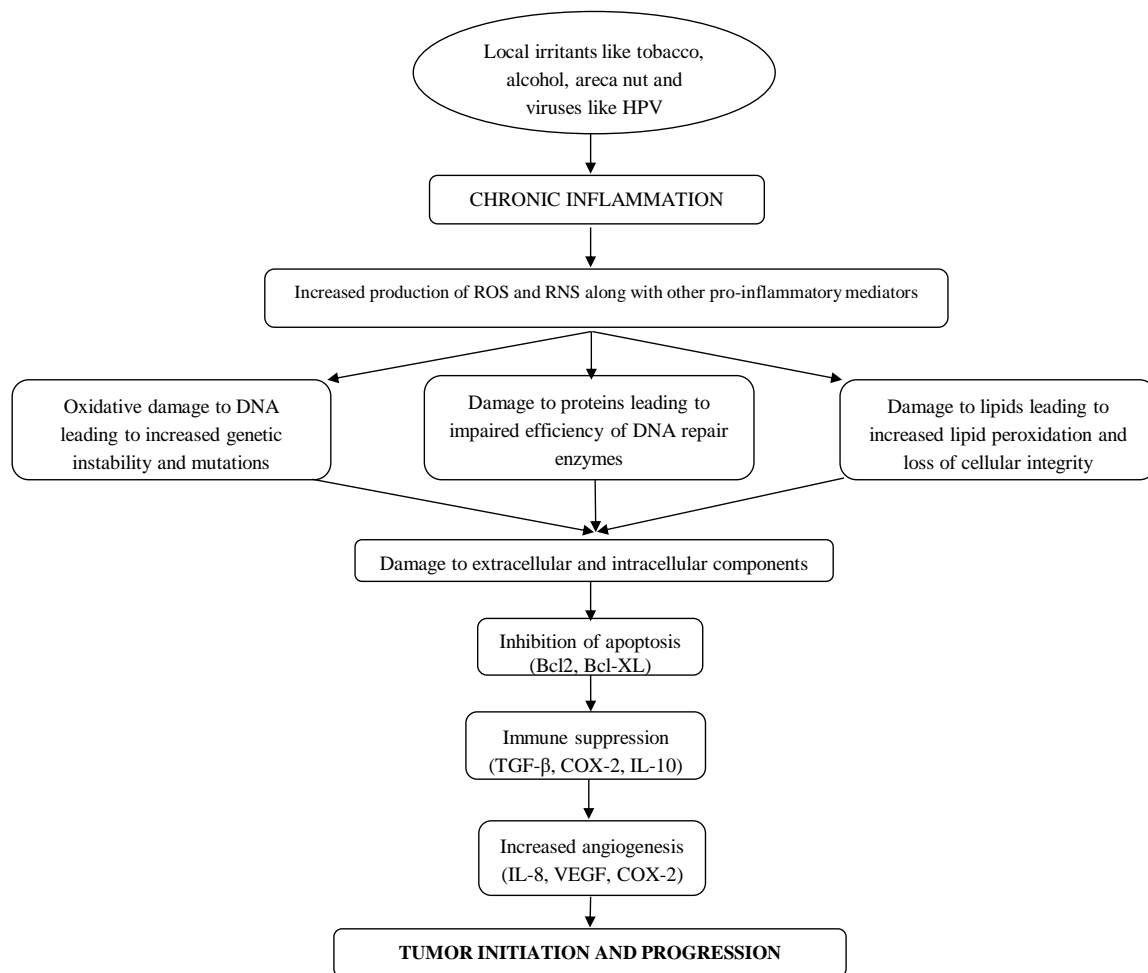 Local irritants like tobacco,
alcohol, areca nut and
viruses like HPV
CHRONIC INFLAMMATION
Increased production of ROS and RNS along with other pro-inflammatory mediators
Oxidative damage to DNA
leading to increased genetic
instability and mutations
Damage to proteins leading to
impaired efficiency of DNA repair
enzymes
Damage to lipids leading to
increased lipid peroxidation and
loss of cellular integrity
Damage to extracellular and intracellular components
Inhibition of apoptosis
(Bcl2, Bcl-XL)
Immune suppression
(TGF-β, COX-2, IL-10)
Increased angiogenesis
(IL-8, VEGF, COX-2)
TUMOR INITIATION AND PROGRESSION